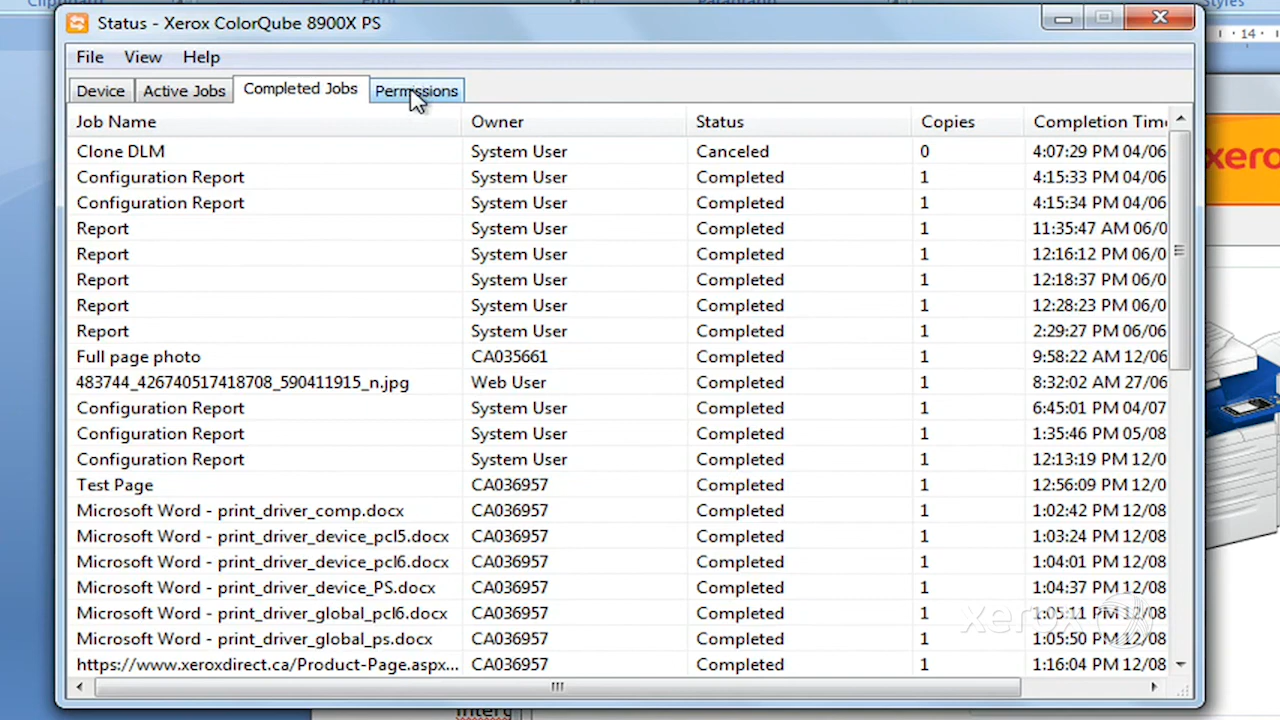 Styles
Status - Xerox ColorQube 8900X PS
· 14 ·
File View Help
Device Active Jobs Completed Jobs Permissions
Job Name Owner Status Copies Completion Time
Clone DLM System User Canceled 0 4:07:29 PM 04/06
xero
Configuration Report System User Completed 1 4:15:33 PM 04/06
Configuration Report System User Completed 1 4:15:34 PM 04/06
Report System User Completed 1 11:35:47 AM 06/0
Report System User Completed 1 12:16:12 PM 06/0
Report System User Completed 1 12:18:37 PM 06/0
Report System User Completed 1 12:28:23 PM 06/0
Report System User Completed 1 2:29:27 PM 06/06
Full page photo CA035661 Completed 1 9:58:22 AM 12/06
483744_426740517418708_590411915_n.jpg Web User Completed 1 8:32:02 AM 27/06
Configuration Report System User Completed 1 6:45:01 PM 04/07
Configuration Report System User Completed 1 1:35:46 PM 05/08
Configuration Report System User Completed 1 12:13:19 PM 12/0
Test Page CA036957 Completed 1 12:56:09 PM 12/0
Microsoft Word - print_driver_comp.docx CA036957 Completed 1 1:02:42 PM 12/08
Microsoft Word - print_driver_device_pcl5.docx CA036957 Completed 1 1:03:24 PM 12/08
Microsoft Word - print_driver_device_pcl6.docx CA036957 Completed 1 1:04:01 PM 12/08
Microsoft Word - print_driver_device_PS.docx CA036957 Completed 1 1:04:37 PM 12/08
Microsoft Word - print_driver_global_pcl6.docx CA036957 Completed 1 1:05:11 PM 12/08
xerox
Microsoft Word - print_driver_global_ps.docx CA036957 Completed 1 1:05:50 PM 12/08
https://www.xeroxdirect.ca/Product-Page.aspx... CA036957 Completed 1 1:16:04 PM 12/08